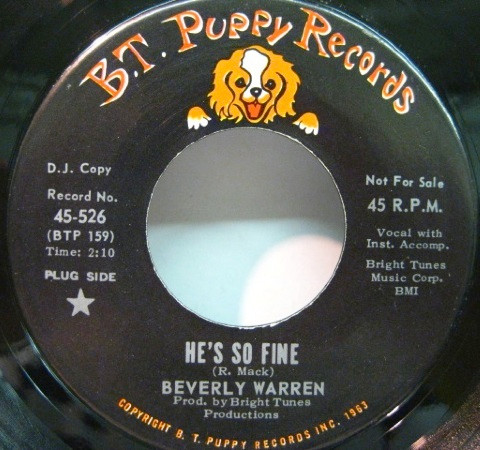 B.T. Puppy Records
D.J. Copy
Record No.
45-526
(BTP 159)
Time: 2:10
PLUG SIDE
Not For Sale
45 R.P.M.
Vocal with
Inst. Accomp.
Bright Tunes
Music Corp.
BMI
HE'S SO FINE
(R. Mack)
BEVERLY WARREN
Prod. by Bright Tunes
Productions
COPYRIGHT B. T. PUPPY RECORDS INC. 1963